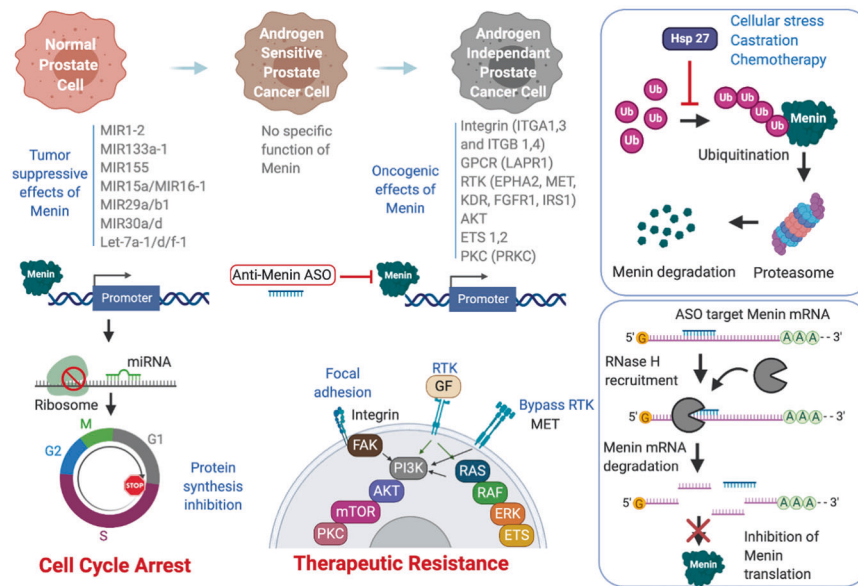 Normal
Prostate
Cell
Androgen
Sensitive
Prostate
Cancer Cell
Androgen
Independant
Prostate
Cancer Cell
Tumor
suppressive
effects of
Menin
MIR1-2
MIR133a-1
MIR155
MIR15a/MIR16-1
MIR29a/b1
MIR30a/d
Let-7a-1/d/f-1
No specific
function of
Menin
Oncogenic
effects of
Menin
Integrin (ITGA1,3
and ITGB 1,4)
GPCR (LAPR1)
RTK (EPHA2, MET,
KDR, FGFR1, IRS1)
AKT
ETS 1,2
PKC (PRKC)
Menin
Promoter
Anti-Menin ASO
Menin
Promoter
miRNA
Ribosome
M
G1
G2
S
STOP
Protein
synthesis
inhibition
Cell Cycle Arrest
Focal
adhesion
Integrin
RTK
GF
Bypass RTK
MET
FAK
PI3K
RAS
AKT
RAF
mTOR
ERK
PKC
ETS
Therapeutic Resistance
Hsp 27
Cellular stress
Castration
Chemotherapy
Ub
Ub
Ub
Ub
Ub
Ub
Ub
Menin
Ubiquitination
Menin degradation
Proteasome
ASO target Menin mRNA
5' G AAA -- 3'
RNase H
recruitment
5' G AAA -- 3'
Menin mRNA
degradation
5' G AAA -- 3'
Menin
Inhibition of
Menin
translation